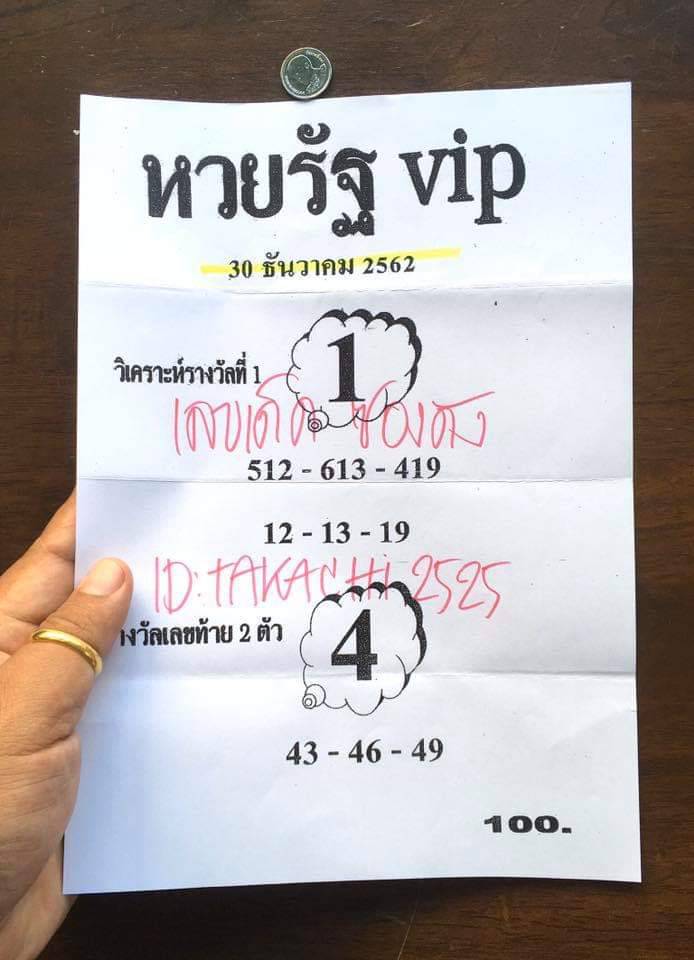 หวยรัฐ vip
30 ธันวาคม 2562
วิเคราะห์รางวัลที่ 1
1
เลขเด็ด ซองดัง
512 - 613 - 419
12 - 13 - 19
ID: TAKACHI 2525
างวัลเลขท้าย 2 ตัว
4
43 - 46 - 49
100.